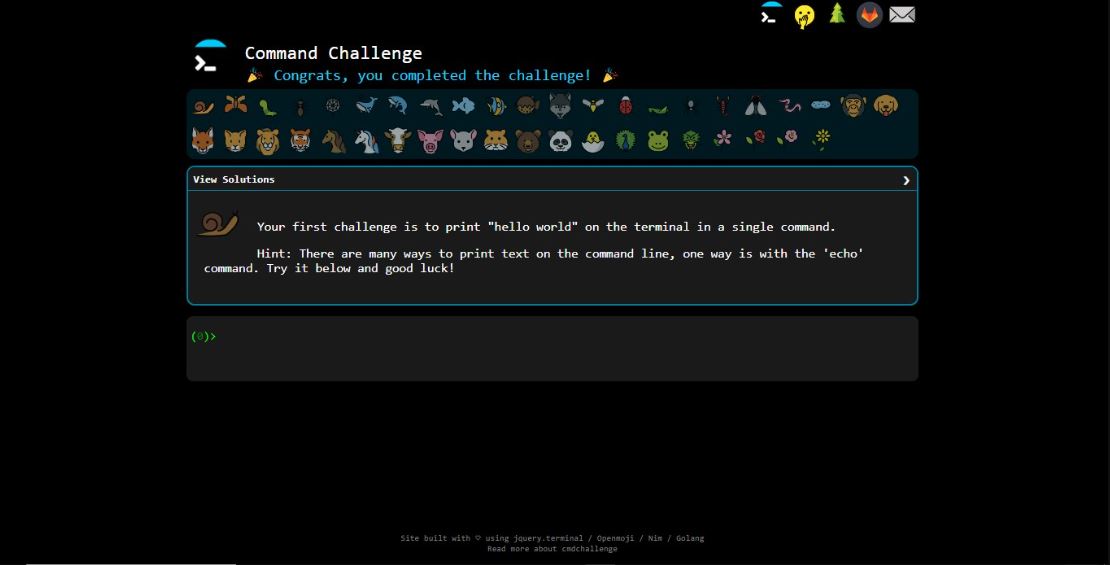 Command Challenge
🎉 Congrats, you completed the challenge! 🎉
View Solutions
Your first challenge is to print "hello world" on the terminal in a single command.
Hint: There are many ways to print text on the command line, one way is with the 'echo'
command. Try it below and good luck!
(0)>
Site built with ♡ using jquery.terminal / Openmoji / Nim / Golang
Read more about cmdchallenge